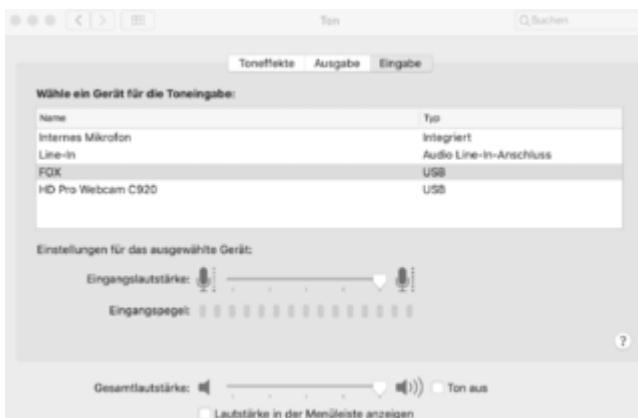 Ton
Suchen
Toneffekte Ausgabe Eingabe
Wähle ein Gerät für die Toneingabe:
Name Typ
Internes Mikrofon Integriert
Line-In Audio Line-In-Anschluss
FOX USB
HD Pro Webcam C920 USB
Einstellungen für das ausgewählte Gerät:
Eingangslautstärke:
Eingangspegel:
?
Gesamtlautstärke: Ton aus
Lautstärke in der Menüleiste anzeigen